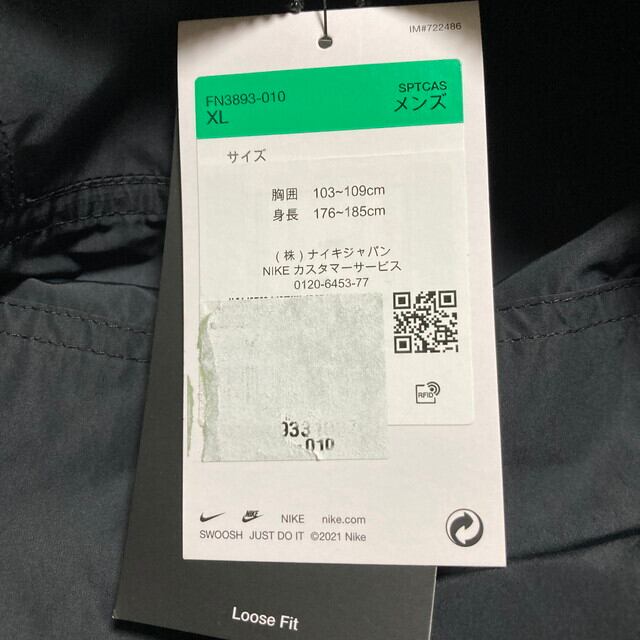 IM#722486
FN3893-010
XL
SPTCAS
メンズ
サイズ
胸囲 103~109cm
身長 176~185cm
(株)ナイキジャパン
NIKE カスタマーサービス
0120-6453-77
RFID
-010
NIKE nike.com
SWOOSH JUST DO IT ©2021 Nike
Loose Fit